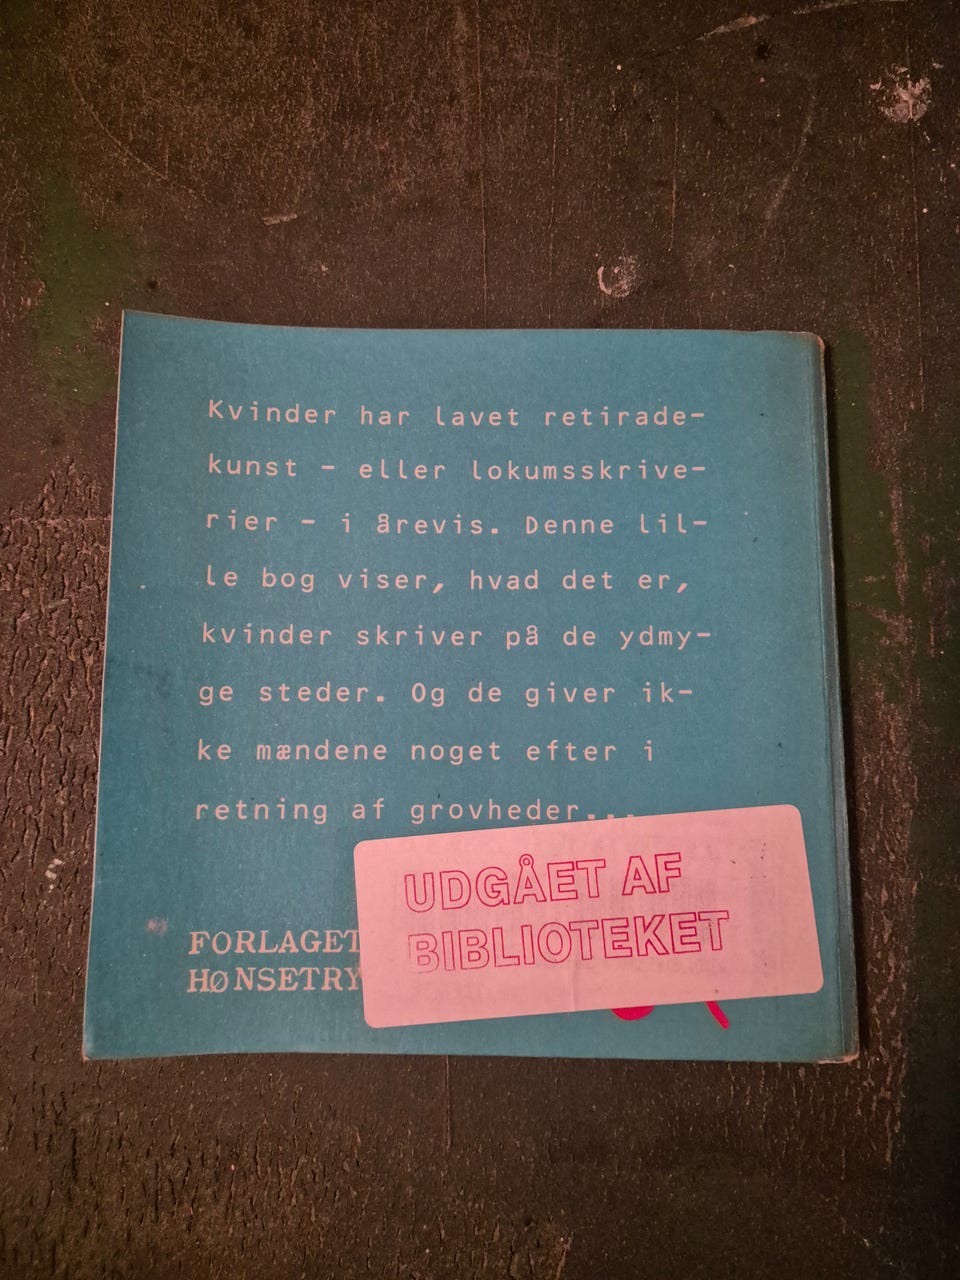 Kvinder har lavet retirade-
kunst - eller lokumsskrive-
rier - i årevis. Denne lil-
le bog viser, hvad det er,
kvinder skriver på de ydmy-
ge steder. Og de giver ik-
ke mændene noget efter i
retning af grovheder...
UDGÅET AF
BIBLIOTEKET
FORLAGET
HØNSETRY